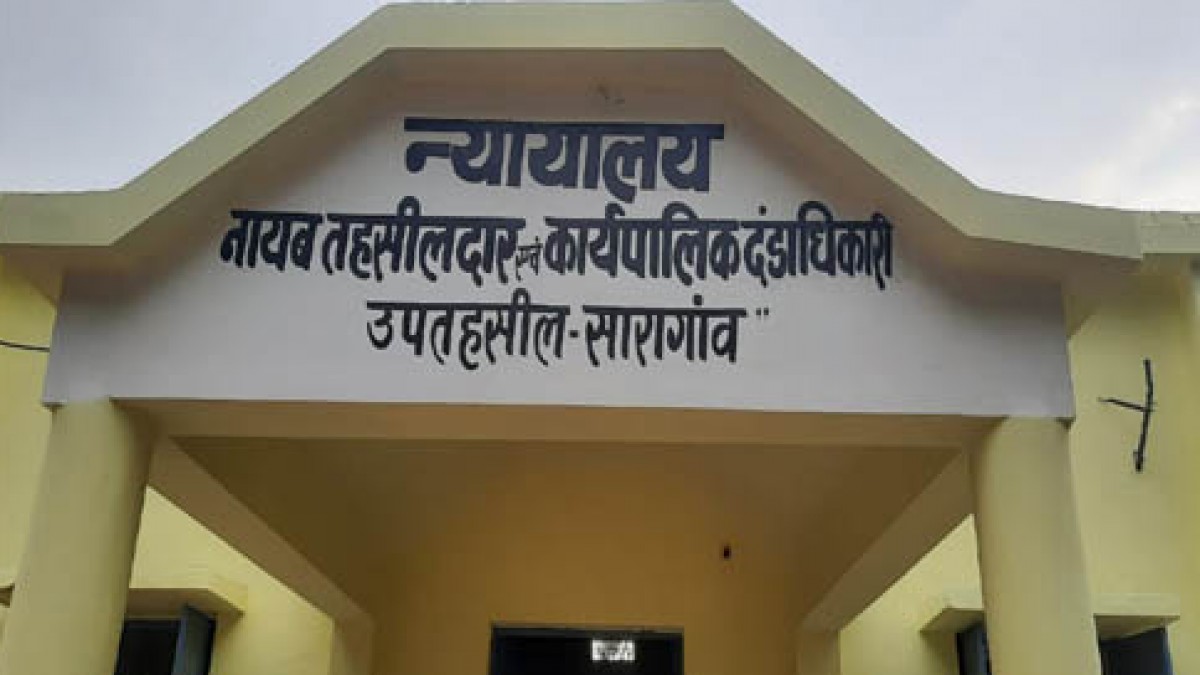 न्यायालय
नायब तहसीलदार एवं कार्यपालिक दंडाधिकारी
उपतहसील - सारागांव "